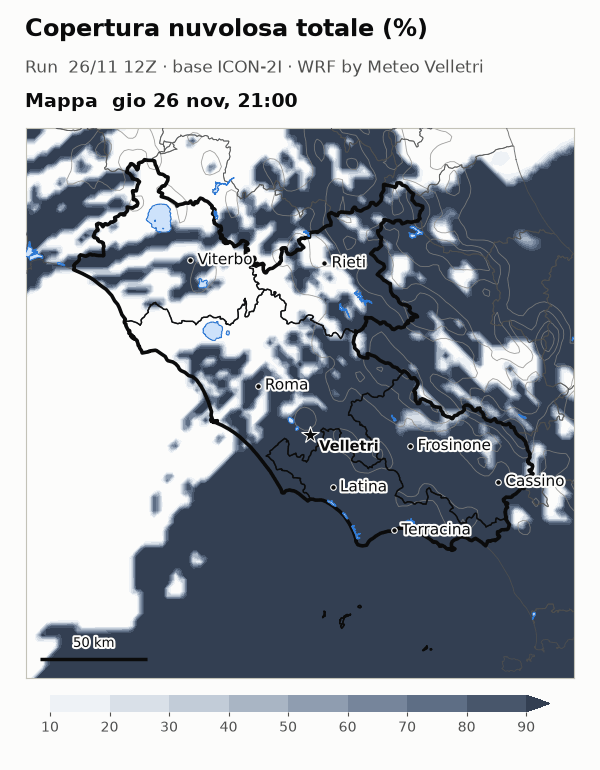 Copertura nuvolosa totale (%)
Run  26/11 12Z · base ICON-2I · WRF by Meteo Velletri
Mappa  gio 26 nov, 21:00
Viterbo
Rieti
Roma
Velletri
Frosinone
Cassino
Latina
Terracina
50 km
10 20 30 40 50 60 70 80 90